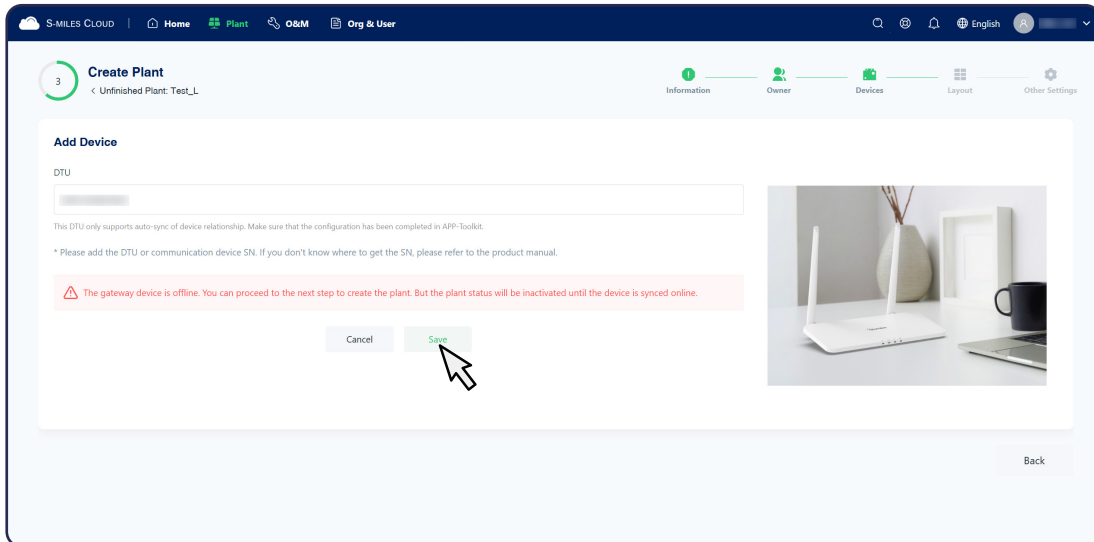 S-MILES CLOUD | Home Plant O&M Org & User English
3
Create Plant
< Unfinished Plant: Test_L
Information Owner Devices Layout Other Settings
Add Device
DTU
This DTU only supports auto-sync of device relationship. Make sure that the configuration has been completed in APP-Toolkit.
* Please add the DTU or communication device SN. If you don't know where to get the SN, please refer to the product manual.
The gateway device is offline. You can proceed to the next step to create the plant. But the plant status will be inactivated until the device is synced online.
Cancel Save
Back